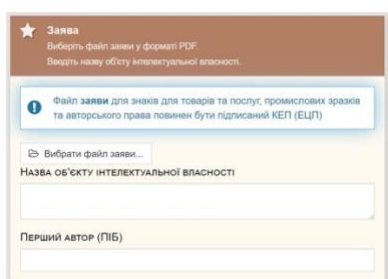 Заява
Виберіть файл заяви у форматі PDF.
Введіть назву об'єту інтелектуальної власності.
Файл заяви для знаків для товарів та послуг, промислових зразків
та авторського права повинен бути підписаний КЕП (ЕЦП)
Вибрати файл заяви...
НАЗВА ОБ'ЄКТУ ІНТЕЛЕКТУАЛЬНОЇ ВЛАСНОСТІ
ПЕРШИЙ АВТОР (ПІБ)